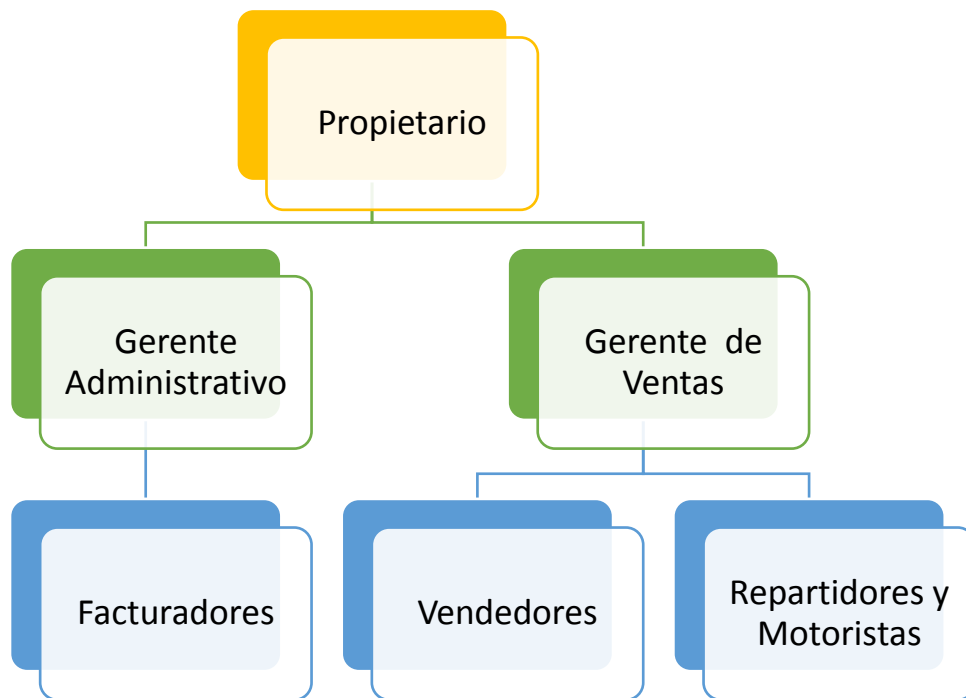 Propietario
Gerente
Administrativo
Gerente  de
Ventas
Facturadores
Vendedores
Repartidores y
Motoristas